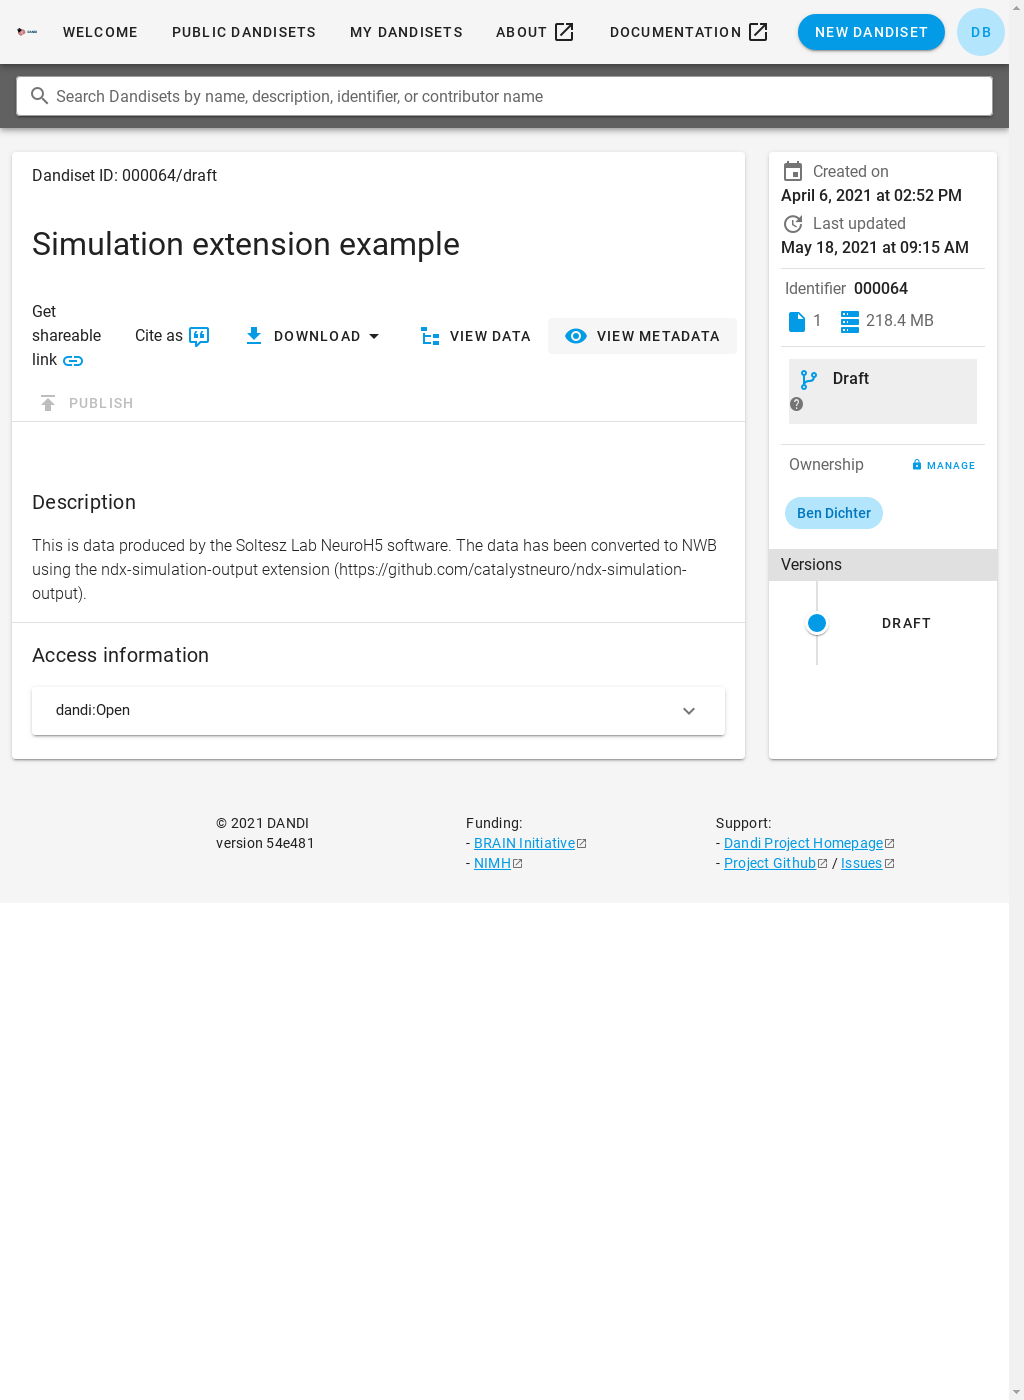 WELCOME PUBLIC DANDISETS MY DANDISETS ABOUT DOCUMENTATION NEW DANDISET DB
Search Dandisets by name, description, identifier, or contributor name
Dandiset ID: 000064/draft
Simulation extension example
Get shareable link
Cite as
DOWNLOAD
VIEW DATA
VIEW METADATA
PUBLISH
Description
This is data produced by the Soltesz Lab NeuroH5 software. The data has been converted to NWB
using the ndx-simulation-output extension (https://github.com/catalystneuro/ndx-simulation-
output).
Access information
dandi:Open
Created on
April 6, 2021 at 02:52 PM
Last updated
May 18, 2021 at 09:15 AM
Identifier 000064
1 218.4 MB
Draft
Ownership MANAGE
Ben Dichter
Versions
DRAFT
© 2021 DANDI
version 54e481
Funding:
- BRAIN Initiative
- NIMH
Support:
- Dandi Project Homepage
- Project Github / Issues